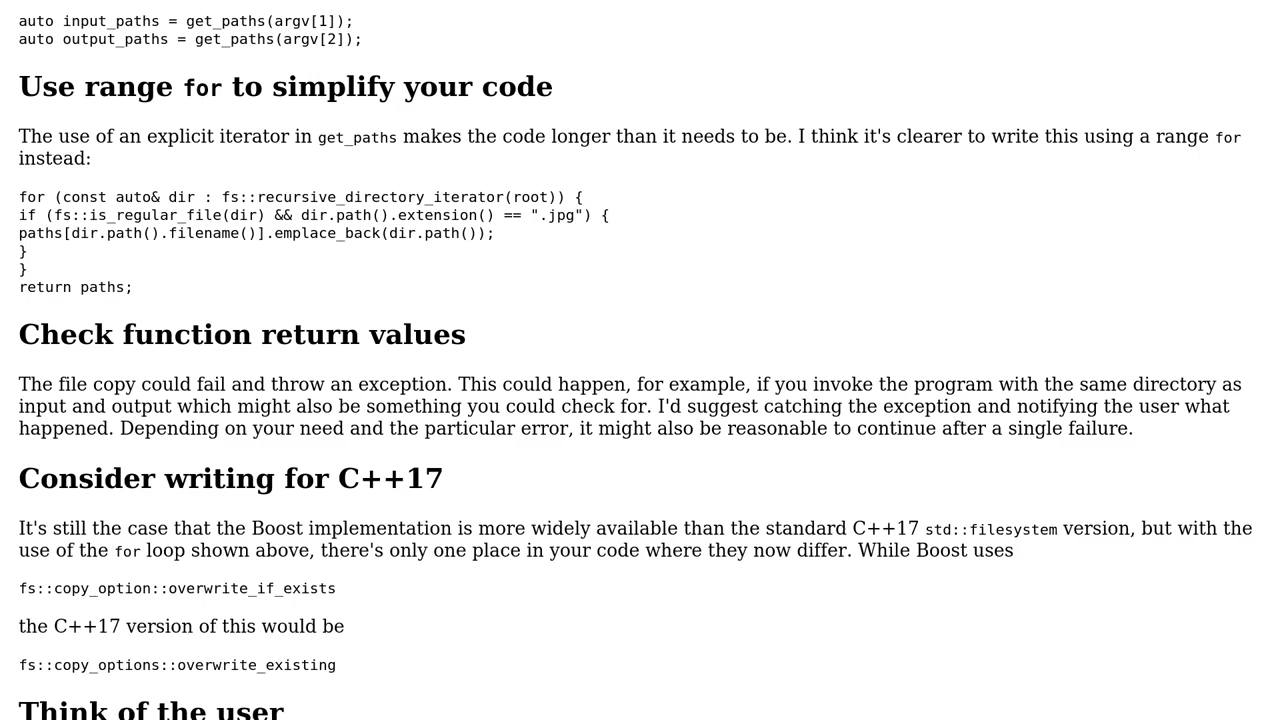 auto input_paths = get_paths(argv[1]);
auto output_paths = get_paths(argv[2]);
Use range for to simplify your code
The use of an explicit iterator in get_paths makes the code longer than it needs to be. I think it's clearer to write this using a range for
instead:
for (const auto& dir : fs::recursive_directory_iterator(root)) {
if (fs::is_regular_file(dir) && dir.path().extension() == ".jpg") {
paths[dir.path().filename()].emplace_back(dir.path());
}
}
return paths;
Check function return values
The file copy could fail and throw an exception. This could happen, for example, if you invoke the program with the same directory as
input and output which might also be something you could check for. I'd suggest catching the exception and notifying the user what
happened. Depending on your need and the particular error, it might also be reasonable to continue after a single failure.
Consider writing for C++17
It's still the case that the Boost implementation is more widely available than the standard C++17 std::filesystem version, but with the
use of the for loop shown above, there's only one place in your code where they now differ. While Boost uses
fs::copy_option::overwrite_if_exists
the C++17 version of this would be
fs::copy_options::overwrite_existing
Think of the user